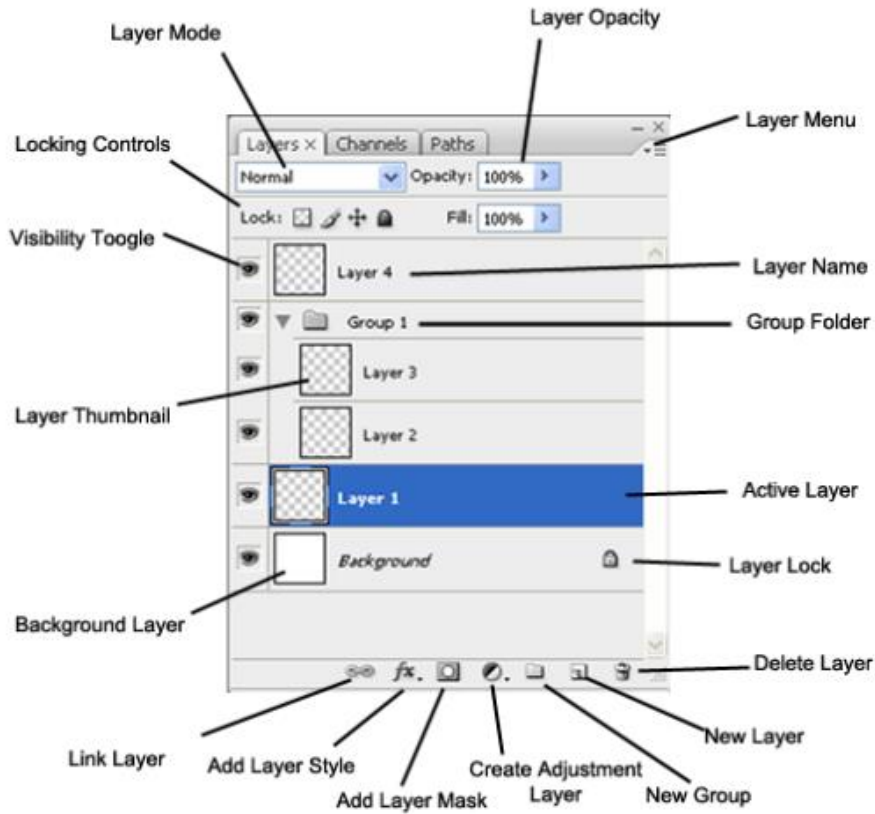 Layer Mode
Layer Opacity
Layer Menu
Locking Controls
Layers × Channels Paths
Normal Opacity: 100%
Lock: Fill: 100%
Visibility Toogle
Layer 4
Layer Name
Group 1
Group Folder
Layer 3
Layer Thumbnail
Layer 2
Layer 1
Active Layer
Background
Layer Lock
Background Layer
Delete Layer
fx.
New Layer
Link Layer
Add Layer Style
Create Adjustment
Layer
Add Layer Mask
New Group